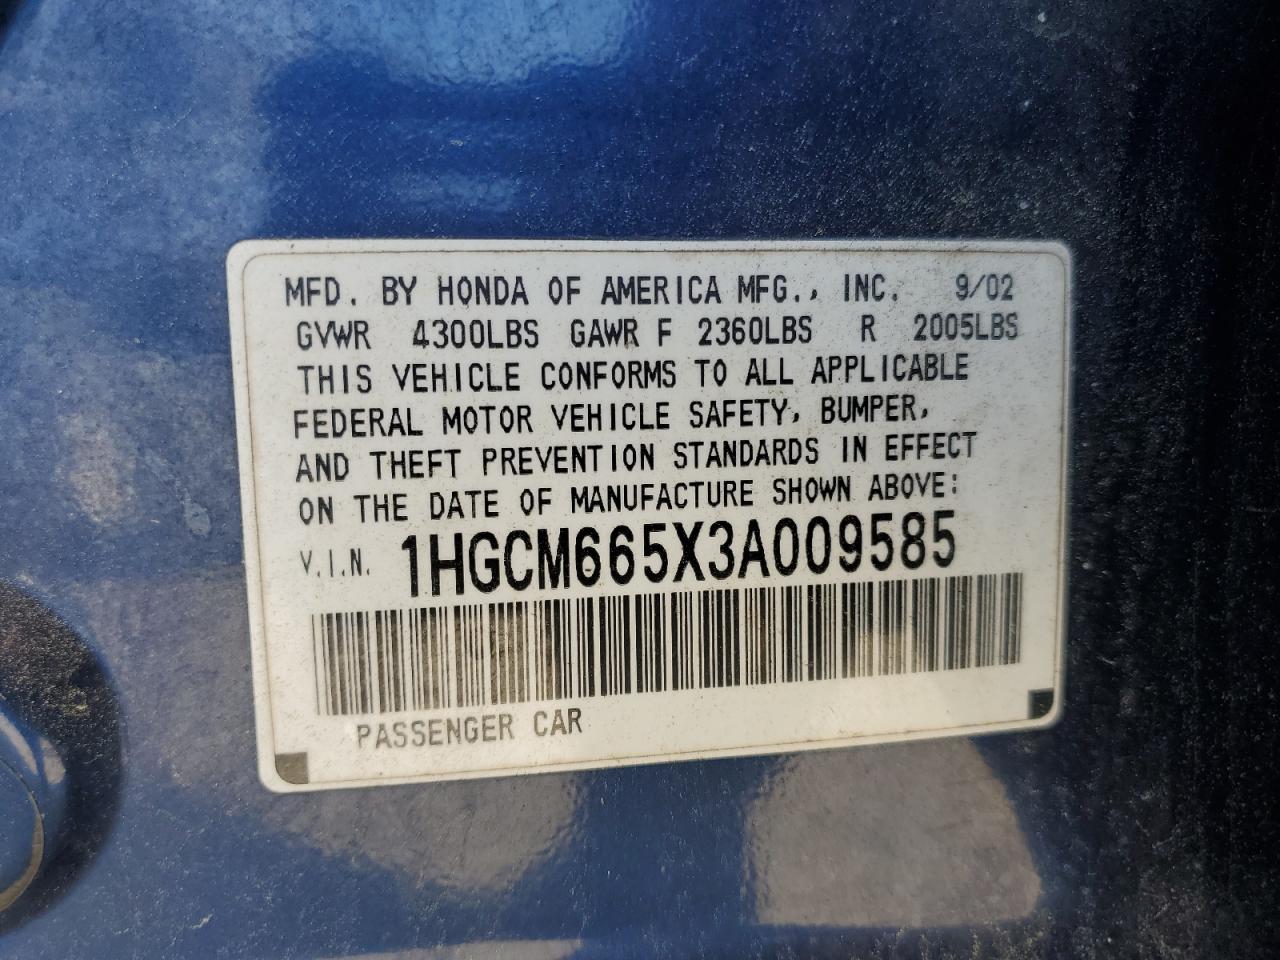 MFD. BY HONDA OF AMERICA MFG., INC. 9/02
GVWR 4300LBS GAWR F 2360LBS R 2005LBS
THIS VEHICLE CONFORMS TO ALL APPLICABLE
FEDERAL MOTOR VEHICLE SAFETY, BUMPER,
AND THEFT PREVENTION STANDARDS IN EFFECT
ON THE DATE OF MANUFACTURE SHOWN ABOVE:
V.I.N. 1HGCM665X3A009585
PASSENGER CAR